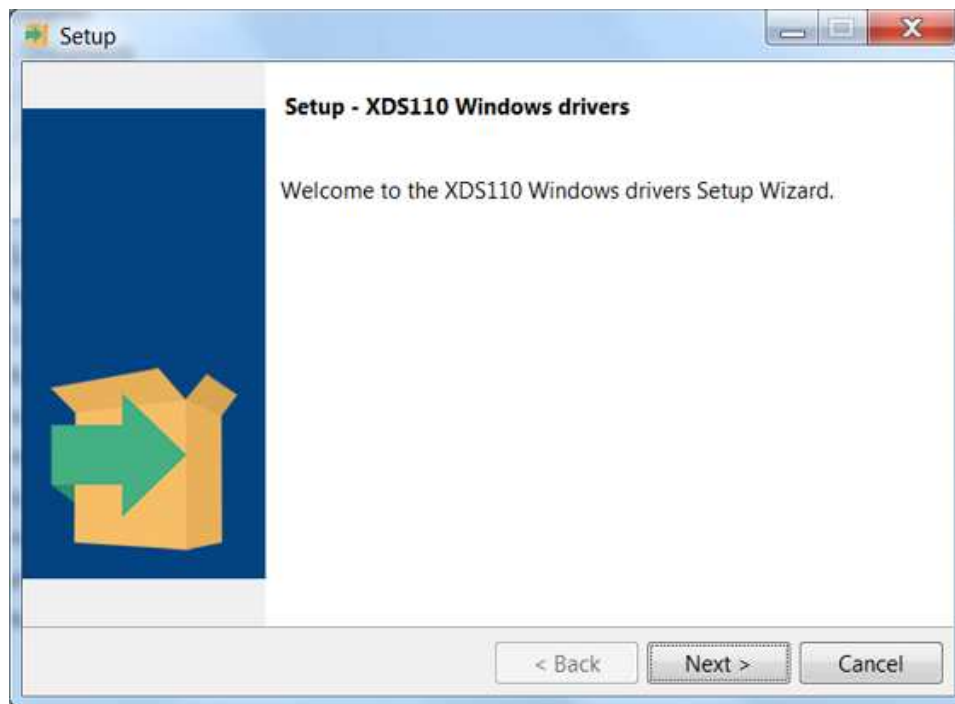 Setup
Setup - XDS110 Windows drivers
Welcome to the XDS110 Windows drivers Setup Wizard.
< Back
Next >
Cancel